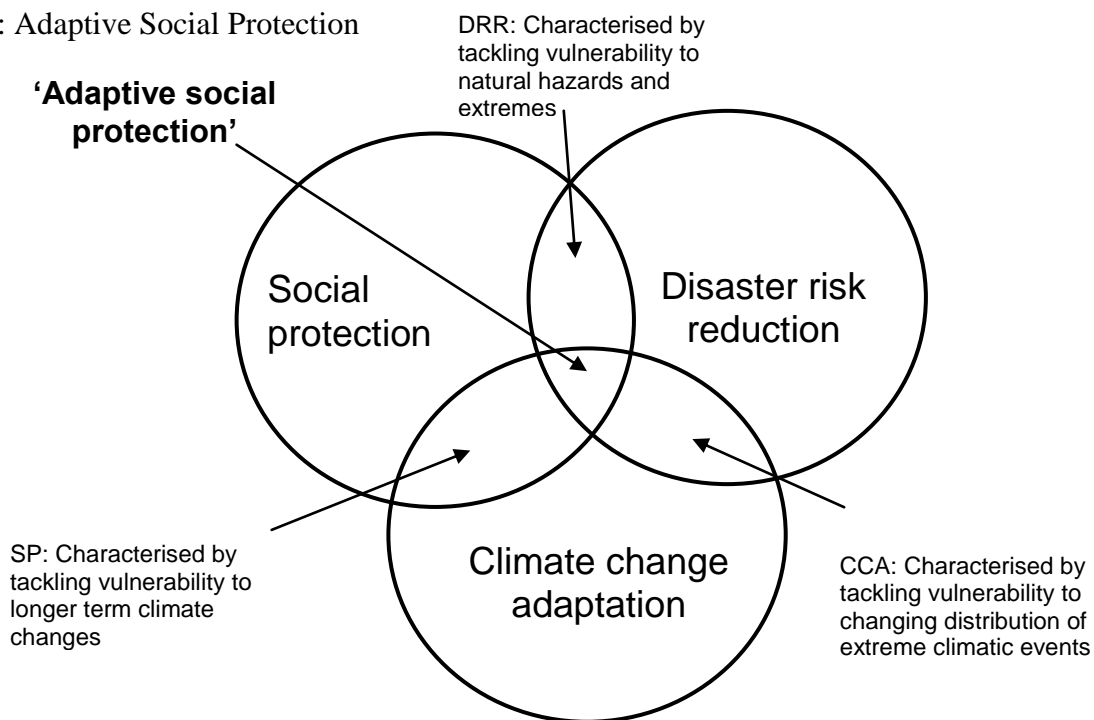 : Adaptive Social Protection
‘Adaptive social
protection’
DRR: Characterised by
tackling vulnerability to
natural hazards and
extremes
Social
protection
Disaster risk
reduction
SP: Characterised by
tackling vulnerability to
longer term climate
changes
Climate change
adaptation
CCA: Characterised by
tackling vulnerability to
changing distribution of
extreme climatic events